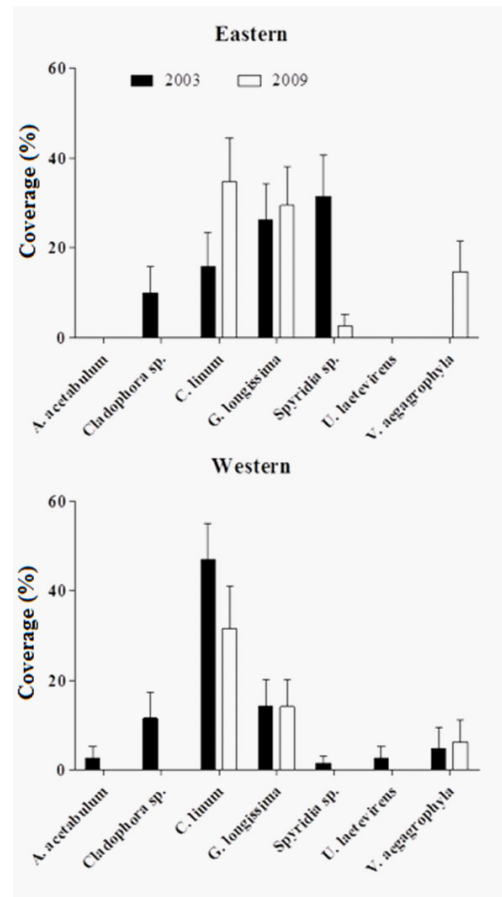 Eastern
60
2003 2009
40
Coverage (%)
20
0
A. acetabulum
Cladophora sp.
C. linum
G. longissima
Spyridia sp.
U. laetevirens
V. aegagrophyla
Western
60
40
Coverage (%)
20
0
A. acetabulum
Cladophora sp.
C. linum
G. longissima
Spyridia sp.
U. laetevirens
V. aegagrophyla